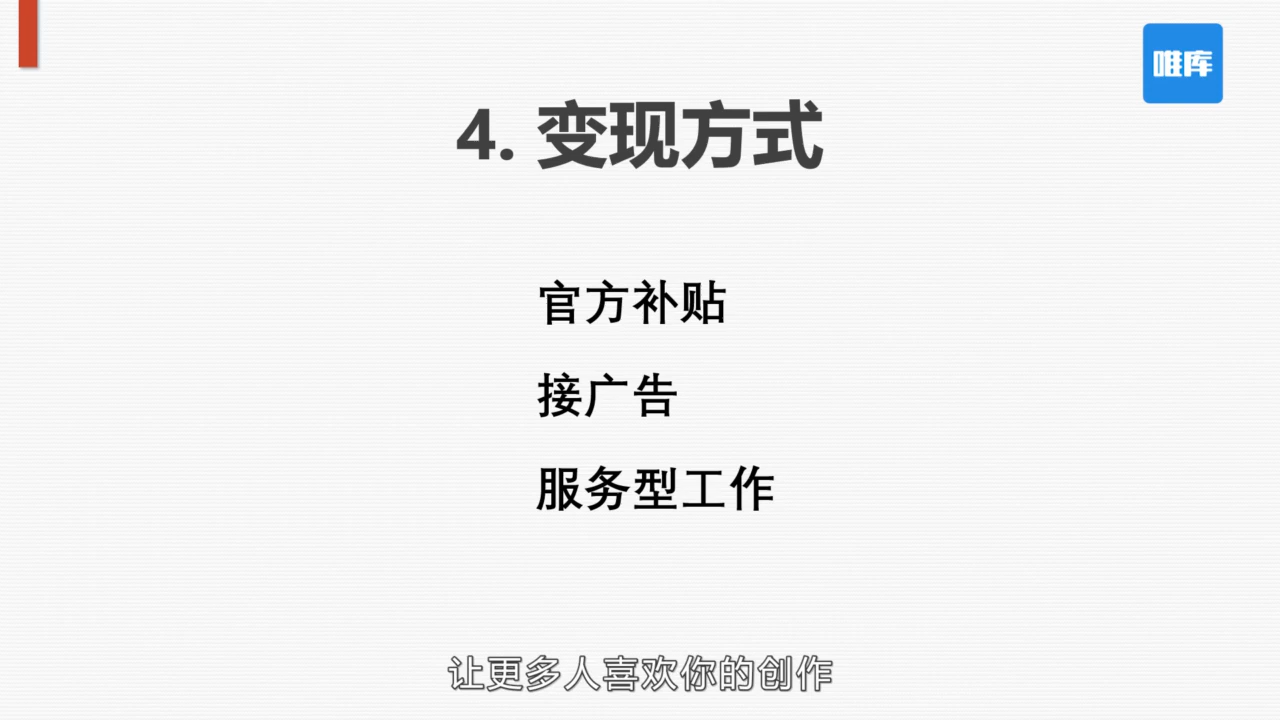 唯库
4. 变现方式
官方补贴
接广告
服务型工作
让更多人喜欢你的创作